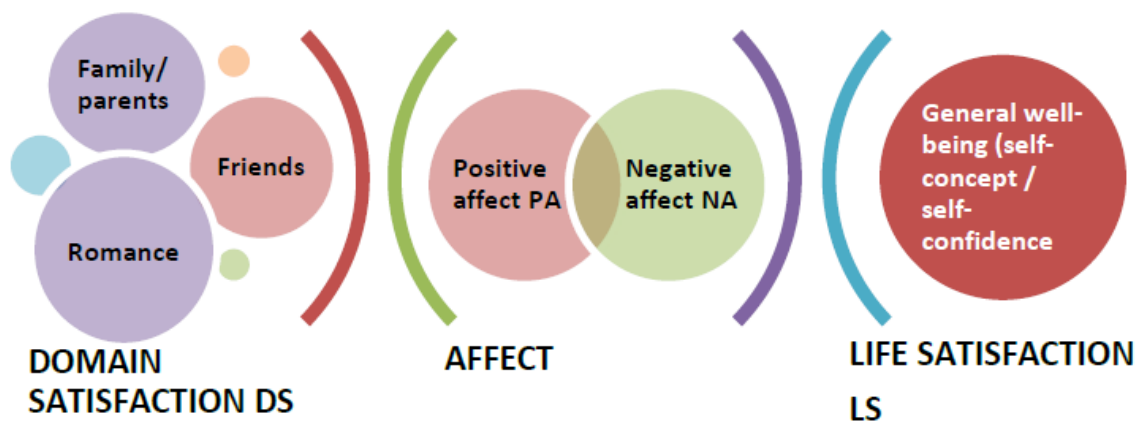 Family/
parents
Friends
Romance
DOMAIN
SATISFACTION DS
Positive
affect PA
Negative
affect NA
AFFECT
General well-
being (self-
concept /
self-
confidence
LIFE SATISFACTION
LS